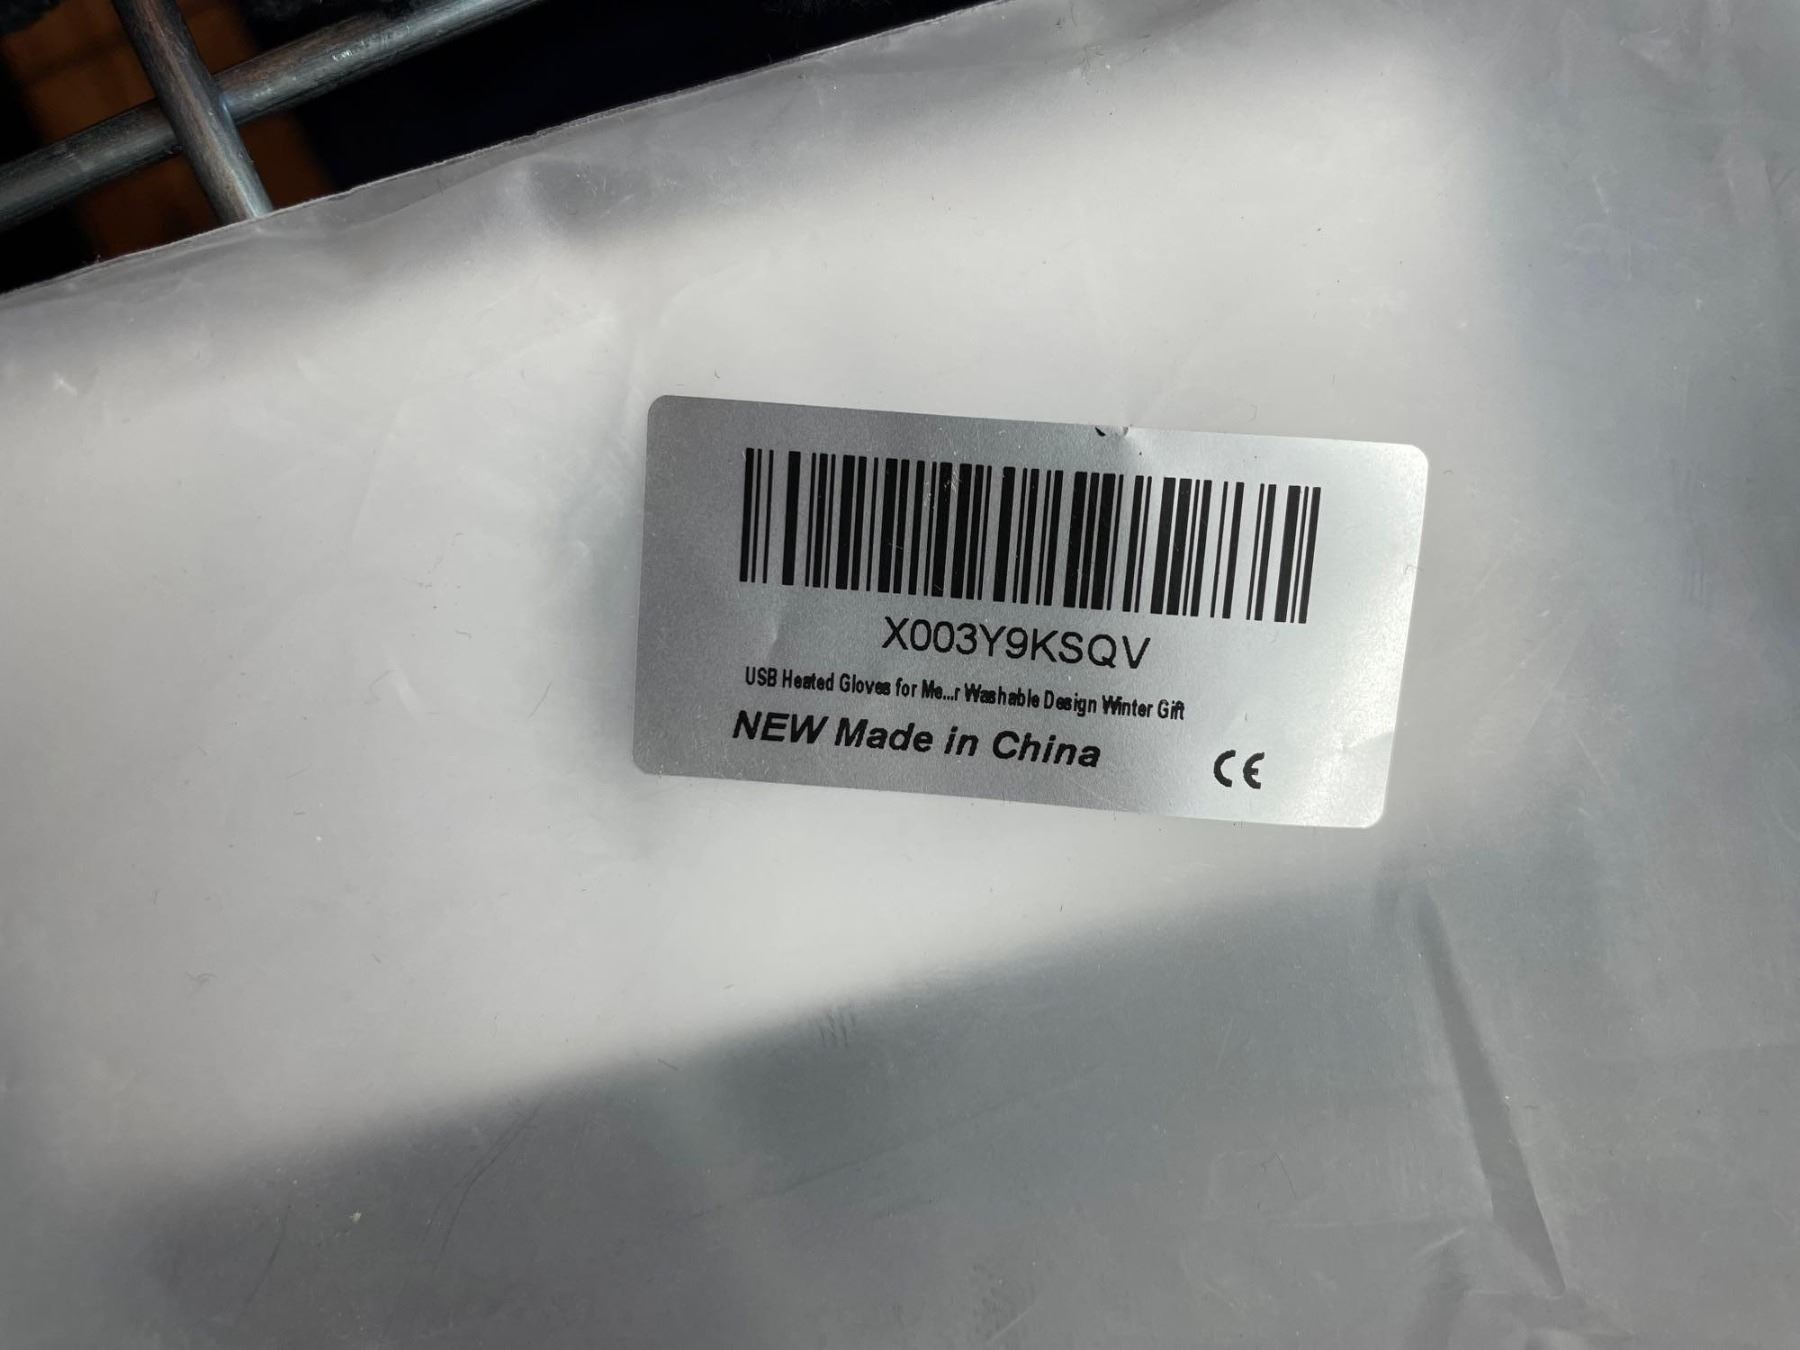 X003Y9KSQV
USB Heated Gloves for Me...r Washable Design Winter Gift
NEW Made in China
CE